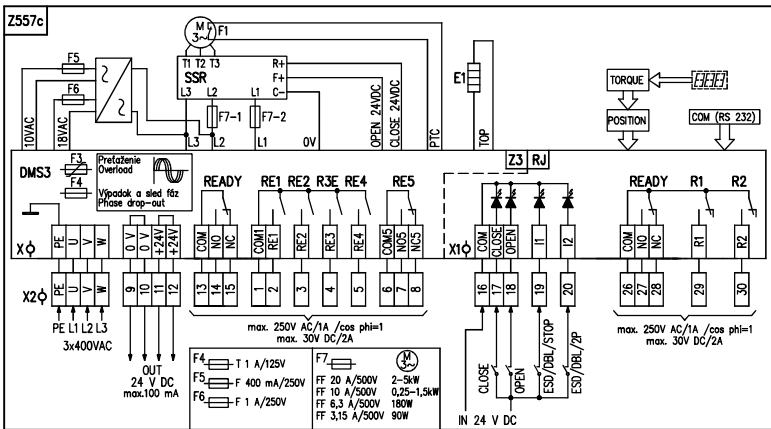 Z557c
F5
F6
10VAC
18VAC
M
3~
F1
T1 T2 T3
SSR
R+
F+
C-
L3
L2
L1
F7-1
F7-2
L3
L2
L1
0V
OPEN 24VDC
CLOSE 24VDC
PTC
E1
TOP
TORQUE
POSITION
COM (RS 232)
DMS3
F3
F4
Preťaženie
Overload
Výpadok a sled fáz
Phase drop-out
READY
RE1
RE2
R3E
RE4
RE5
Z3
RJ
READY
R1
R2
X
PE
U
V
W
0 V
0 V
+24V
+24V
COM
NO
NC
COM1
RE1
RE2
RE3
RE4
COM5
NO5
NC5
X1
COM
CLOSE
OPEN
I1
I2
COM
NO
NC
R1
R2
X2
PE
U
V
W
9
10
11
12
13
14
15
1
2
3
4
5
6
7
8
16
17
18
19
20
26
27
28
29
30
PE L1 L2 L3
3x400VAC
OUT
24 V DC
max.100 mA
max. 250V AC/1A /cos phi=1
max. 30V DC/2A
F4 T 1 A/125V
F5 F 400 mA/250V
F6 F 1 A/250V
F7
M
3~
FF 20 A/500V 2-5kW
FF 10 A/500V 0,25-1,5kW
FF 6,3 A/500V 180W
FF 3,15 A/500V 90W
CLOSE
OPEN
ESD/DBL/STOP
ESD/DBL/2P
IN 24 V DC
max. 250V AC/1A /cos phi=1
max. 30V DC/2A